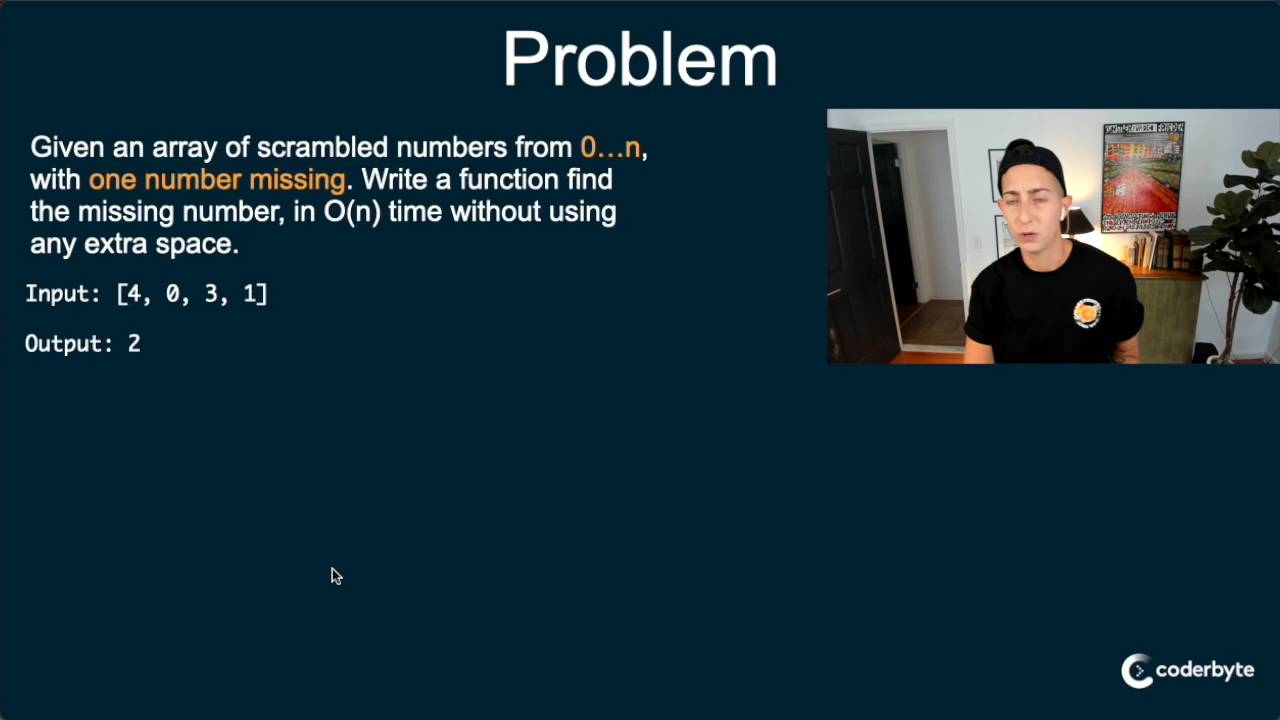 Problem
Given an array of scrambled numbers from 0…n,
with one number missing. Write a function find
the missing number, in O(n) time without using
any extra space.
Input: [4, 0, 3, 1]
Output: 2
coderbyte